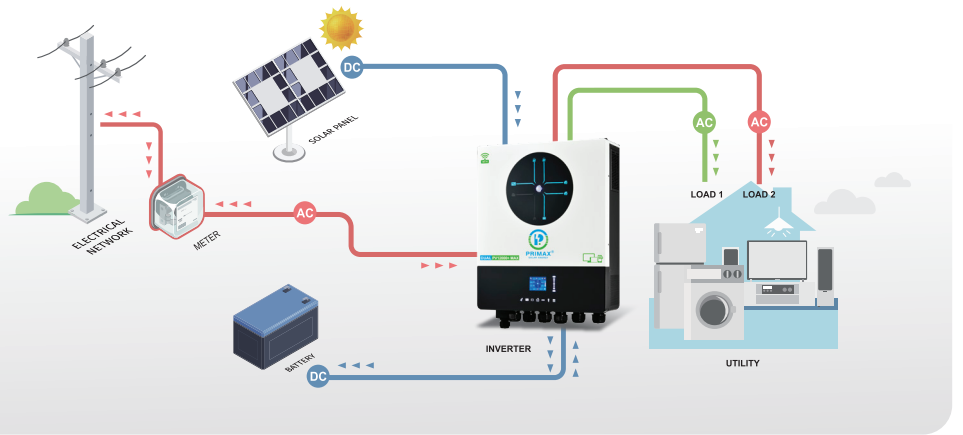 DC
SOLAR PANEL
AC
AC
LOAD 1
LOAD 2
ELECTRICAL
NETWORK
METER
AC
PRIMAX
BATTERY
DC
INVERTER
UTILITY